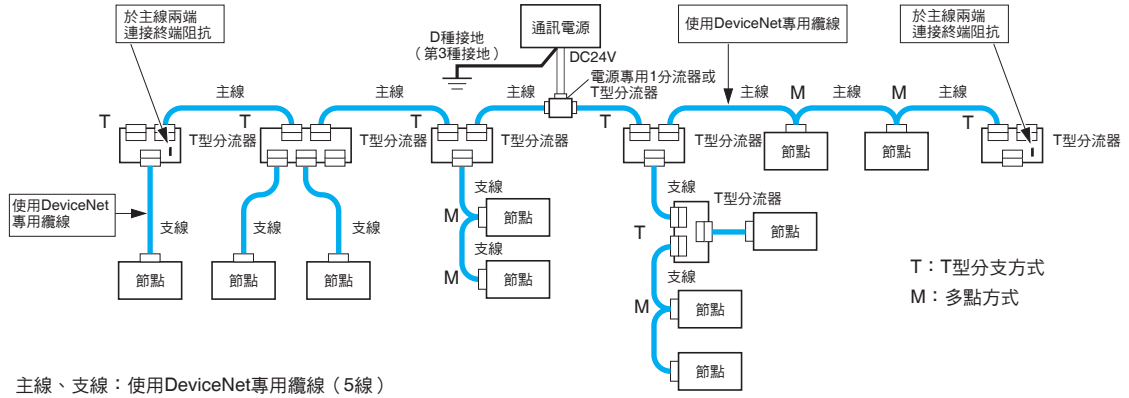 於主線兩端
連接終端阻抗
D種接地
（第3種接地）
通訊電源
DC24V
使用DeviceNet專用纜線
於主線兩端
連接終端阻抗
電源專用1分流器或
T型分流器
主線
主線
主線
主線
M
主線
M
主線
T
T型分流器
T
T型分流器
T
T型分流器
T
T型分流器
節點
節點
T
T型分流器
使用DeviceNet
專用纜線
支線
支線
支線
節點
節點
節點
支線
M
節點
支線
M
節點
支線
T型分流器
T
節點
支線
M
節點
節點
T：T型分支方式
M：多點方式
主線、支線：使用DeviceNet專用纜線（5線）